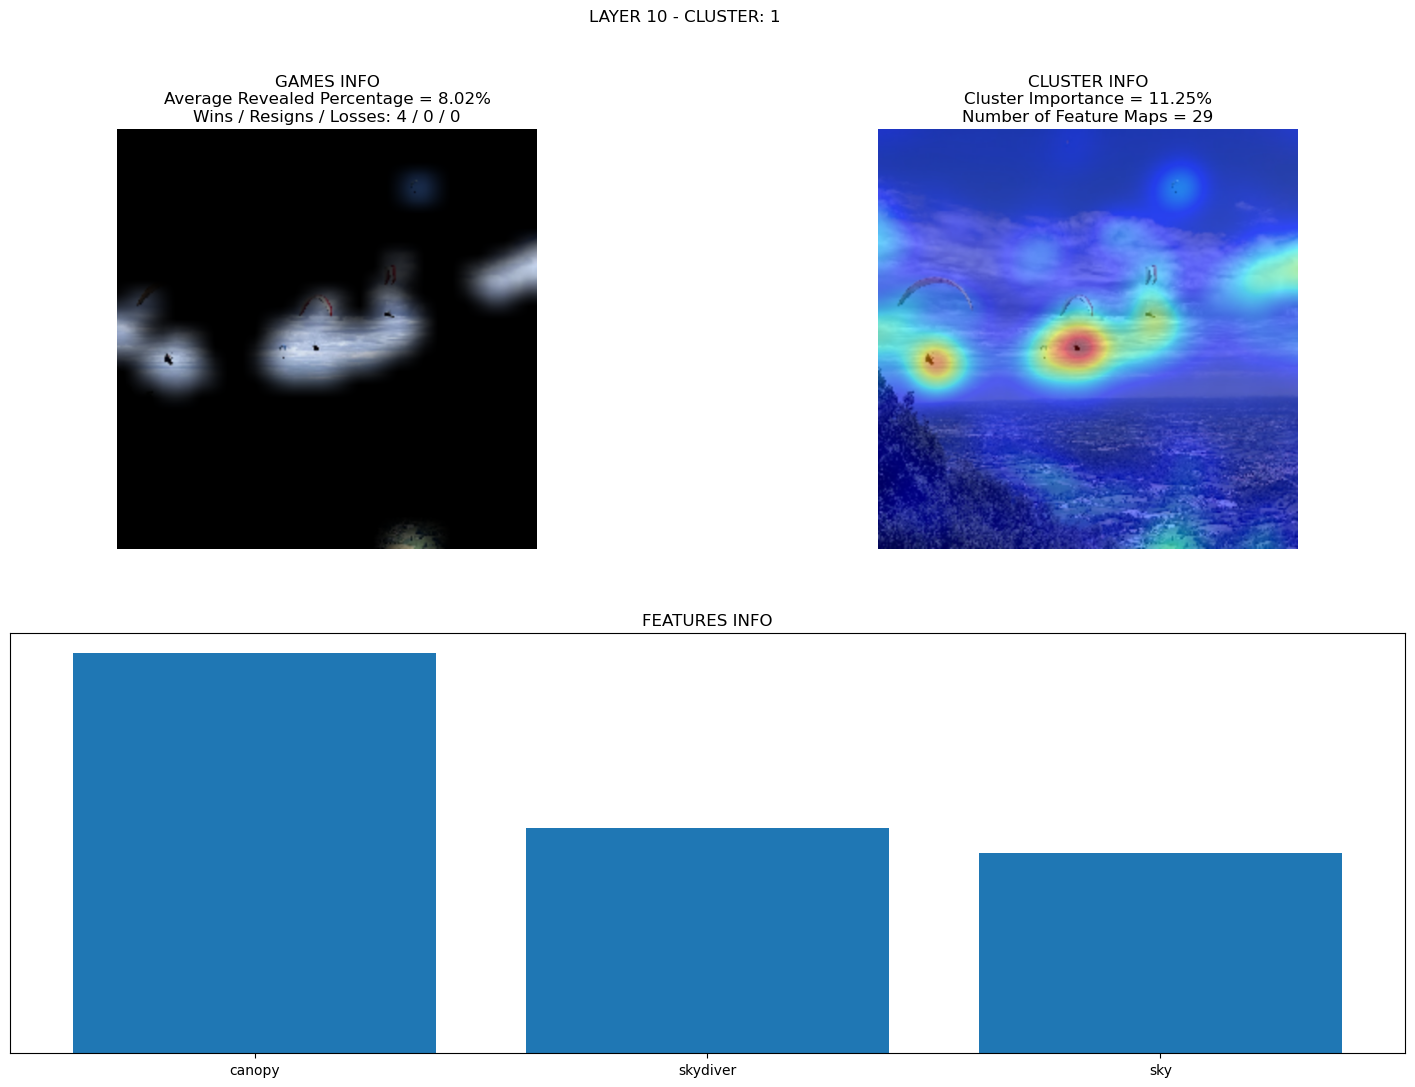 LAYER 10 - CLUSTER: 1
GAMES INFO
Average Revealed Percentage = 8.02%
Wins / Resigns / Losses: 4 / 0 / 0
CLUSTER INFO
Cluster Importance = 11.25%
Number of Feature Maps = 29
FEATURES INFO
canopy
skydiver
sky